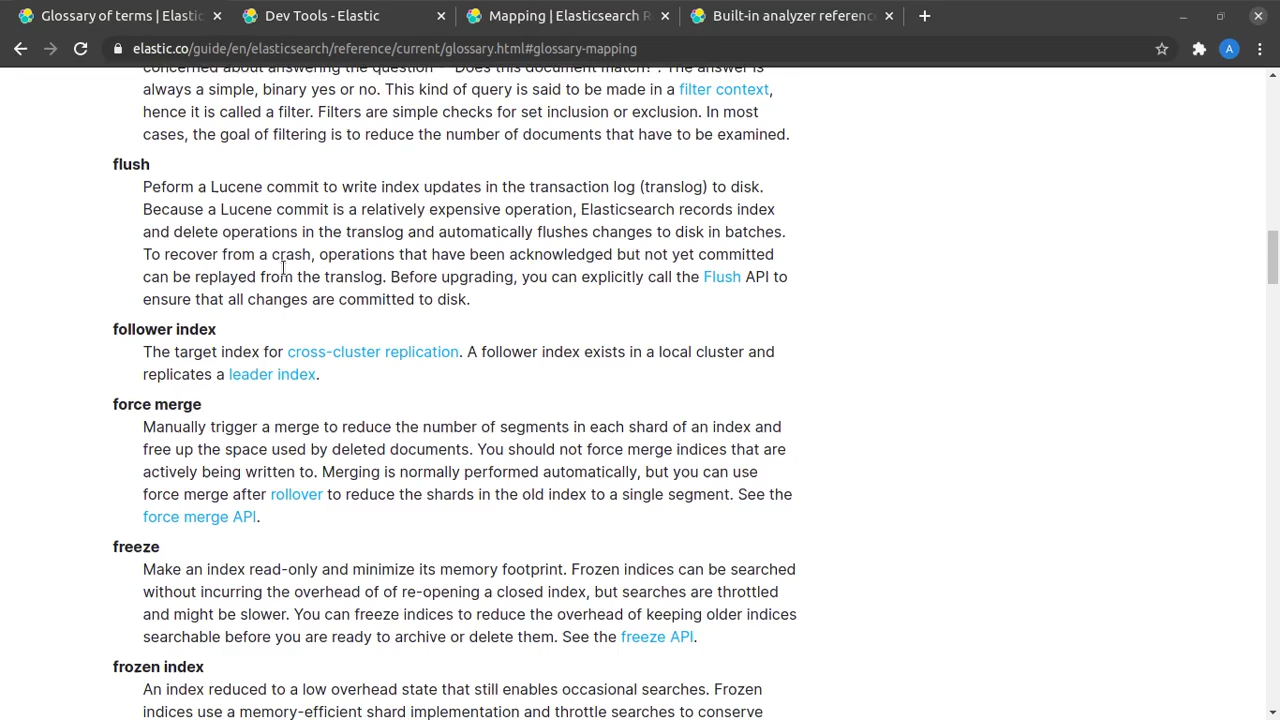 Glossary of terms | Elastic
Dev Tools - Elastic
Mapping | Elasticsearch R
Built-in analyzer reference
elastic.co/guide/en/elasticsearch/reference/current/glossary.html#glossary-mapping
A
concerned about answering the question " Does this document match? . The answer is
always a simple, binary yes or no. This kind of query is said to be made in a filter context,
hence it is called a filter. Filters are simple checks for set inclusion or exclusion. In most
cases, the goal of filtering is to reduce the number of documents that have to be examined.
flush
Peform a Lucene commit to write index updates in the transaction log (translog) to disk.
Because a Lucene commit is a relatively expensive operation, Elasticsearch records index
and delete operations in the translog and automatically flushes changes to disk in batches.
To recover from a crash, operations that have been acknowledged but not yet committed
can be replayed from the translog. Before upgrading, you can explicitly call the Flush API to
ensure that all changes are committed to disk.
follower index
The target index for cross-cluster replication. A follower index exists in a local cluster and
replicates a leader index.
force merge
Manually trigger a merge to reduce the number of segments in each shard of an index and
free up the space used by deleted documents. You should not force merge indices that are
actively being written to. Merging is normally performed automatically, but you can use
force merge after rollover to reduce the shards in the old index to a single segment. See the
force merge API.
freeze
Make an index read-only and minimize its memory footprint. Frozen indices can be searched
without incurring the overhead of of re-opening a closed index, but searches are throttled
and might be slower. You can freeze indices to reduce the overhead of keeping older indices
searchable before you are ready to archive or delete them. See the freeze API.
frozen index
An index reduced to a low overhead state that still enables occasional searches. Frozen
indices use a memory-efficient shard implementation and throttle searches to conserve